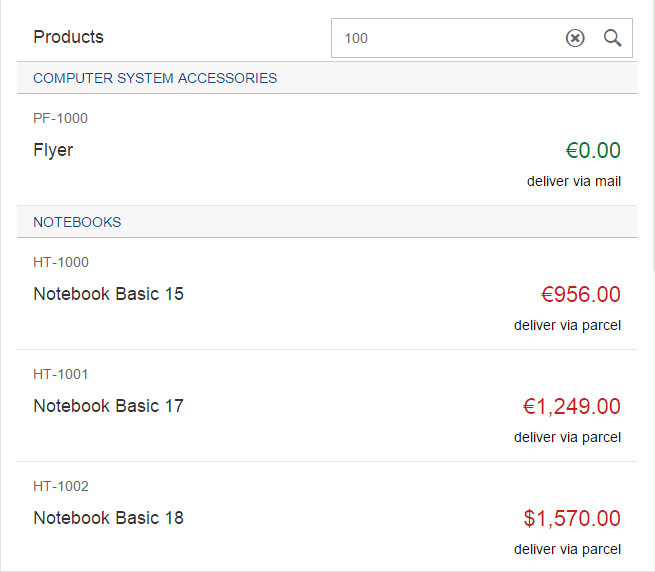 Products
100
COMPUTER SYSTEM ACCESSORIES
PF-1000
Flyer
€0.00
deliver via mail
NOTEBOOKS
HT-1000
Notebook Basic 15
€956.00
deliver via parcel
HT-1001
Notebook Basic 17
€1,249.00
deliver via parcel
HT-1002
Notebook Basic 18
$1,570.00
deliver via parcel